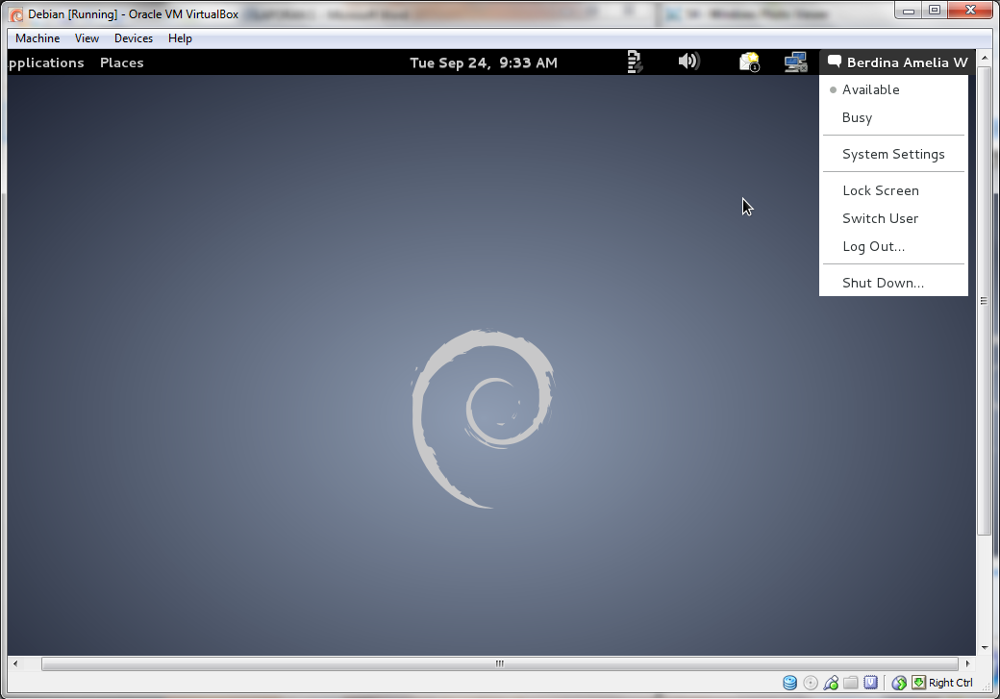 Debian [Running] - Oracle VM VirtualBox
Machine View Devices Help
pplications Places Tue Sep 24, 9:33 AM 1 Berdina Amelia W
Available
Busy
System Settings
Lock Screen
Switch User
Log Out...
Shut Down...
Right Ctrl